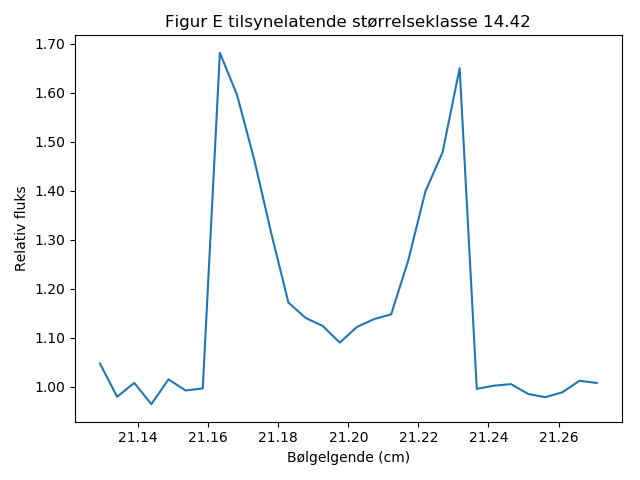 Figur E tilsynelatende størrelseklasse 14.42
1.70
1.60
1.50
1.40
1.30
1.20
1.10
1.00
Relativ fluks
21.14 21.16 21.18 21.20 21.22 21.24 21.26
Bølgelgende (cm)